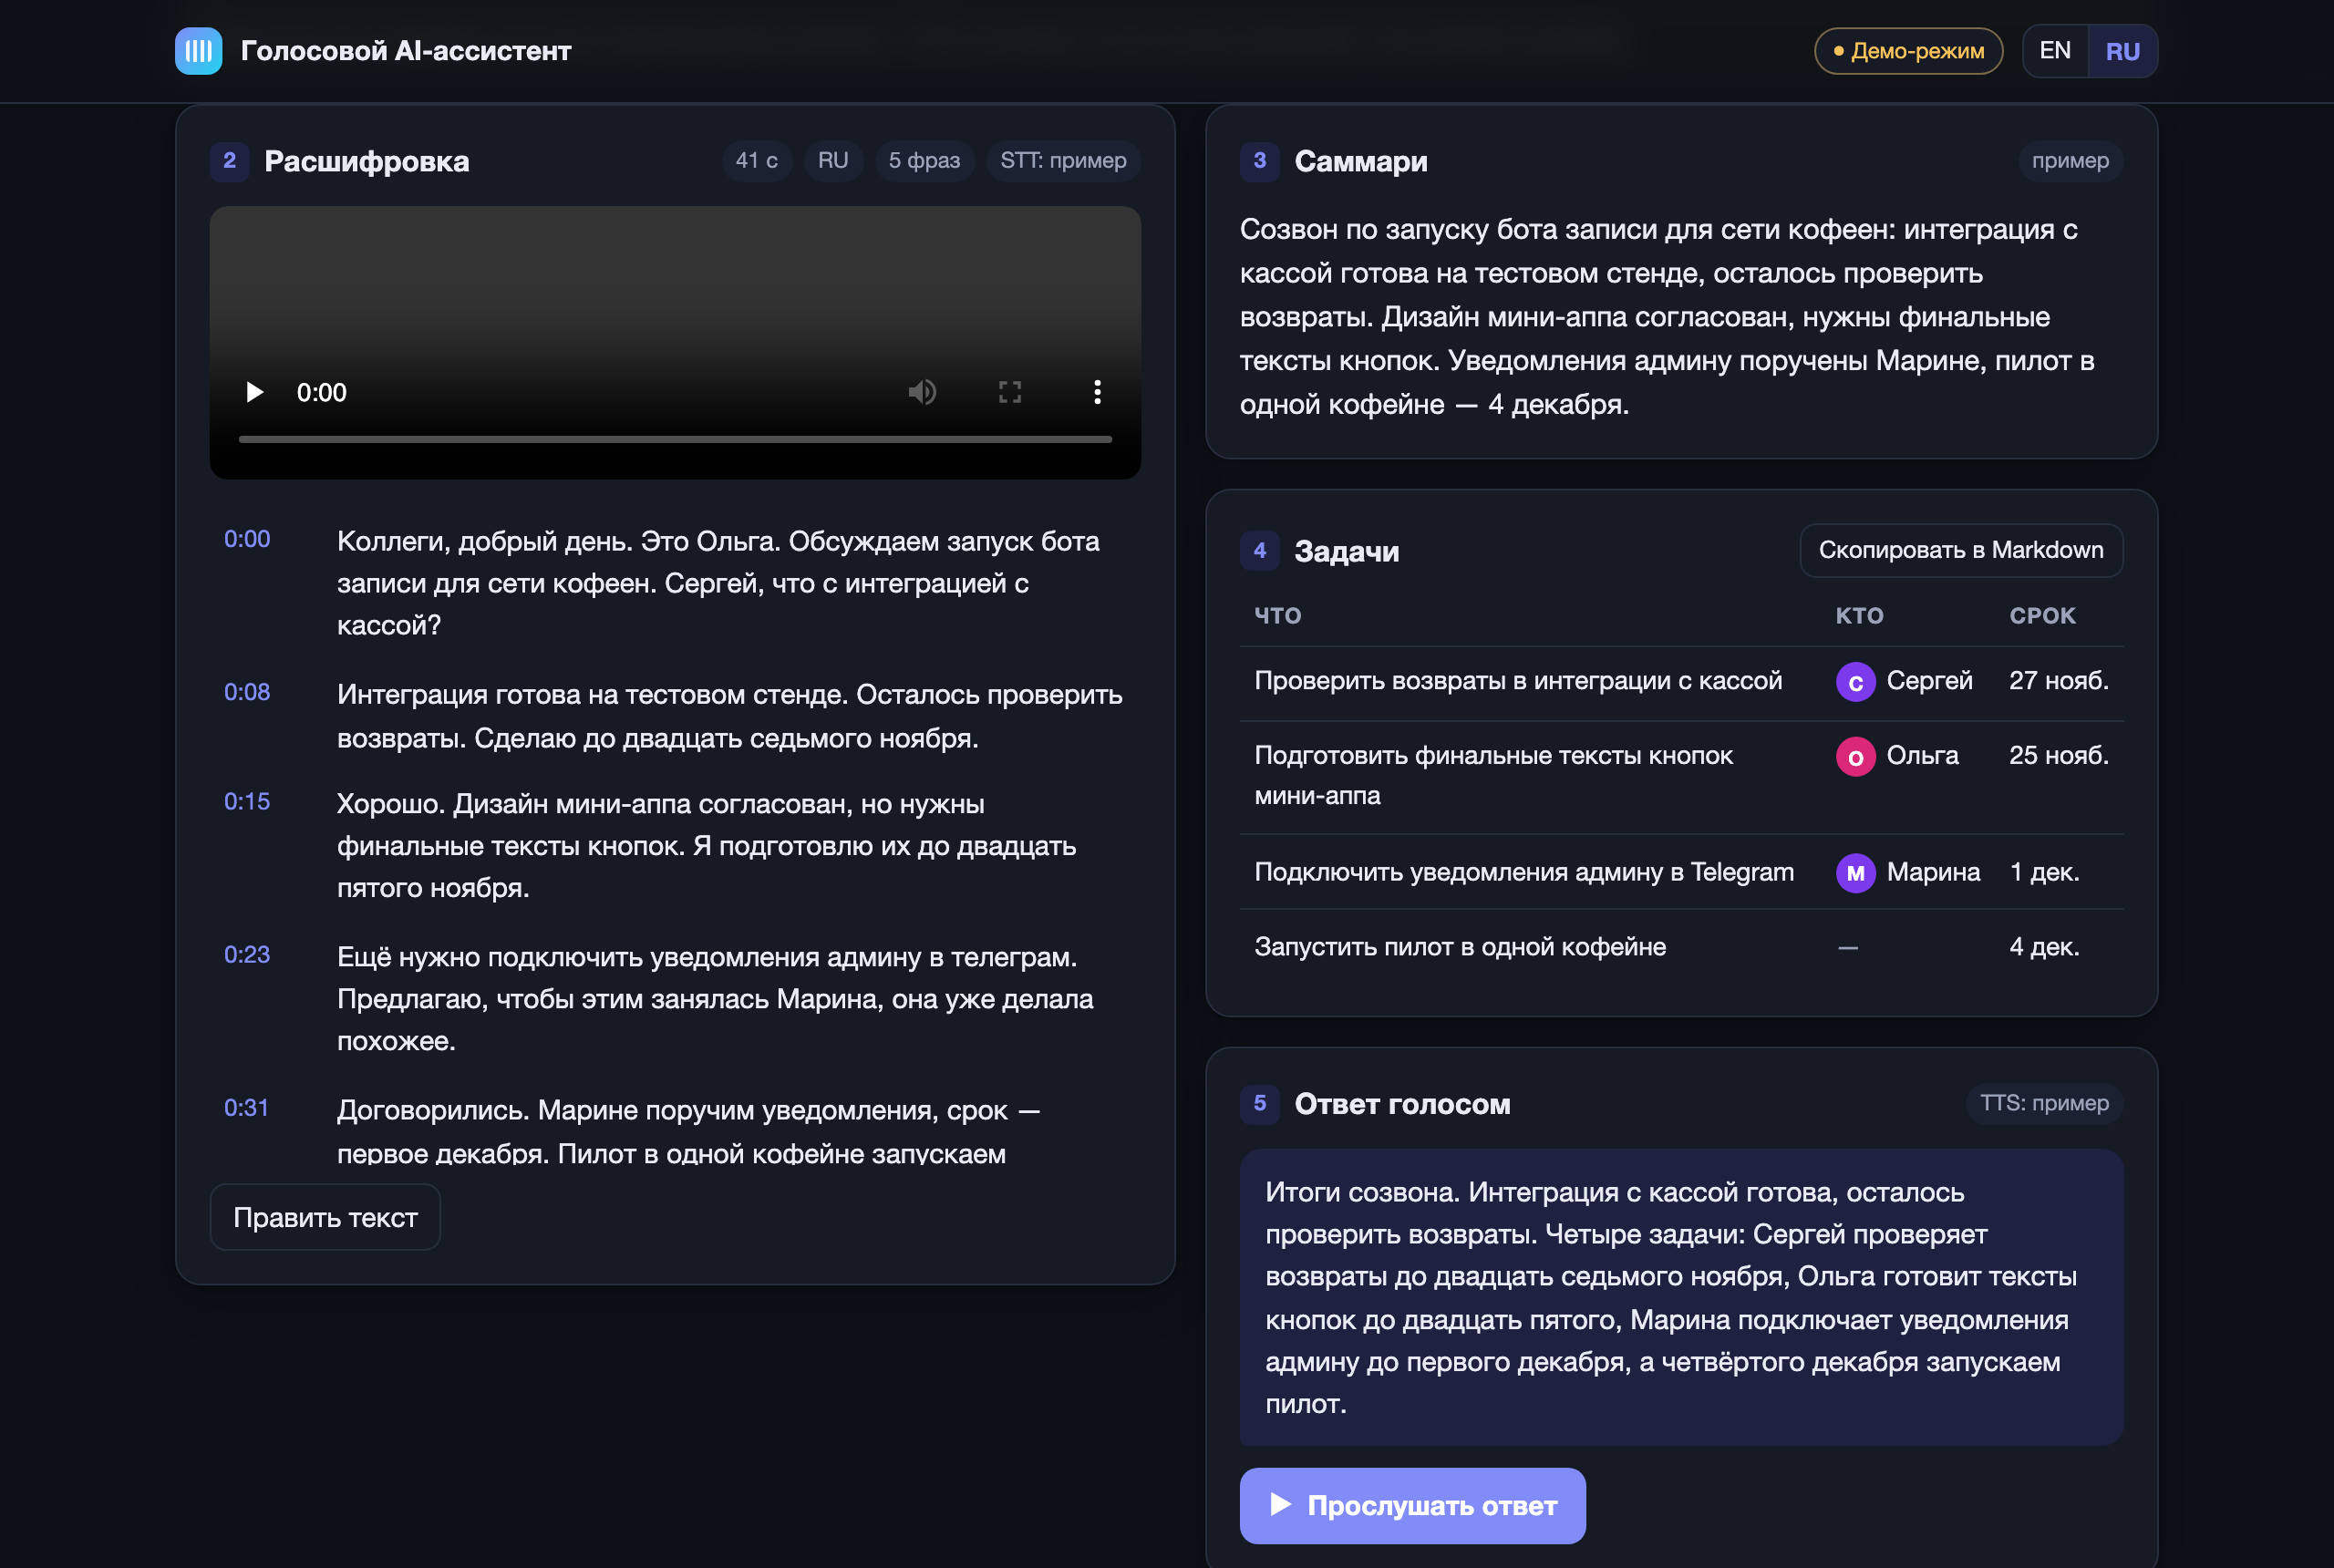 Голосовой AI-ассистент
Демо-режим
EN
RU
2
Расшифровка
41 с
RU
5 фраз
STT: пример
0:00
0:00
Коллеги, добрый день. Это Ольга. Обсуждаем запуск бота
записи для сети кофеен. Сергей, что с интеграцией с
кассой?
0:08
Интеграция готова на тестовом стенде. Осталось проверить
возвраты. Сделаю до двадцать седьмого ноября.
0:15
Хорошо. Дизайн мини-аппа согласован, но нужны
финальные тексты кнопок. Я подготовлю их до двадцать
пятого ноября.
0:23
Ещё нужно подключить уведомления админу в телеграм.
Предлагаю, чтобы этим занялась Марина, она уже делала
похожее.
0:31
Договорились. Марине поручим уведомления, срок —
первое декабря. Пилот в одной кофейне запускаем
Править текст
3
Саммари
пример
Созвон по запуску бота записи для сети кофеен: интеграция с
кассой готова на тестовом стенде, осталось проверить
возвраты. Дизайн мини-аппа согласован, нужны финальные
тексты кнопок. Уведомления админу поручены Марине, пилот в
одной кофейне — 4 декабря.
4
Задачи
Скопировать в Markdown
ЧТО
КТО
СРОК
Проверить возвраты в интеграции с кассой
С
Сергей
27 нояб.
Подготовить финальные тексты кнопок
мини-аппа
О
Ольга
25 нояб.
Подключить уведомления админу в Telegram
М
Марина
1 дек.
Запустить пилот в одной кофейне
—
4 дек.
5
Ответ голосом
TTS: пример
Итоги созвона. Интеграция с кассой готова, осталось
проверить возвраты. Четыре задачи: Сергей проверяет
возвраты до двадцать седьмого ноября, Ольга готовит тексты
кнопок до двадцать пятого, Марина подключает уведомления
админу до первого декабря, а четвёртого декабря запускаем
пилот.
Прослушать ответ